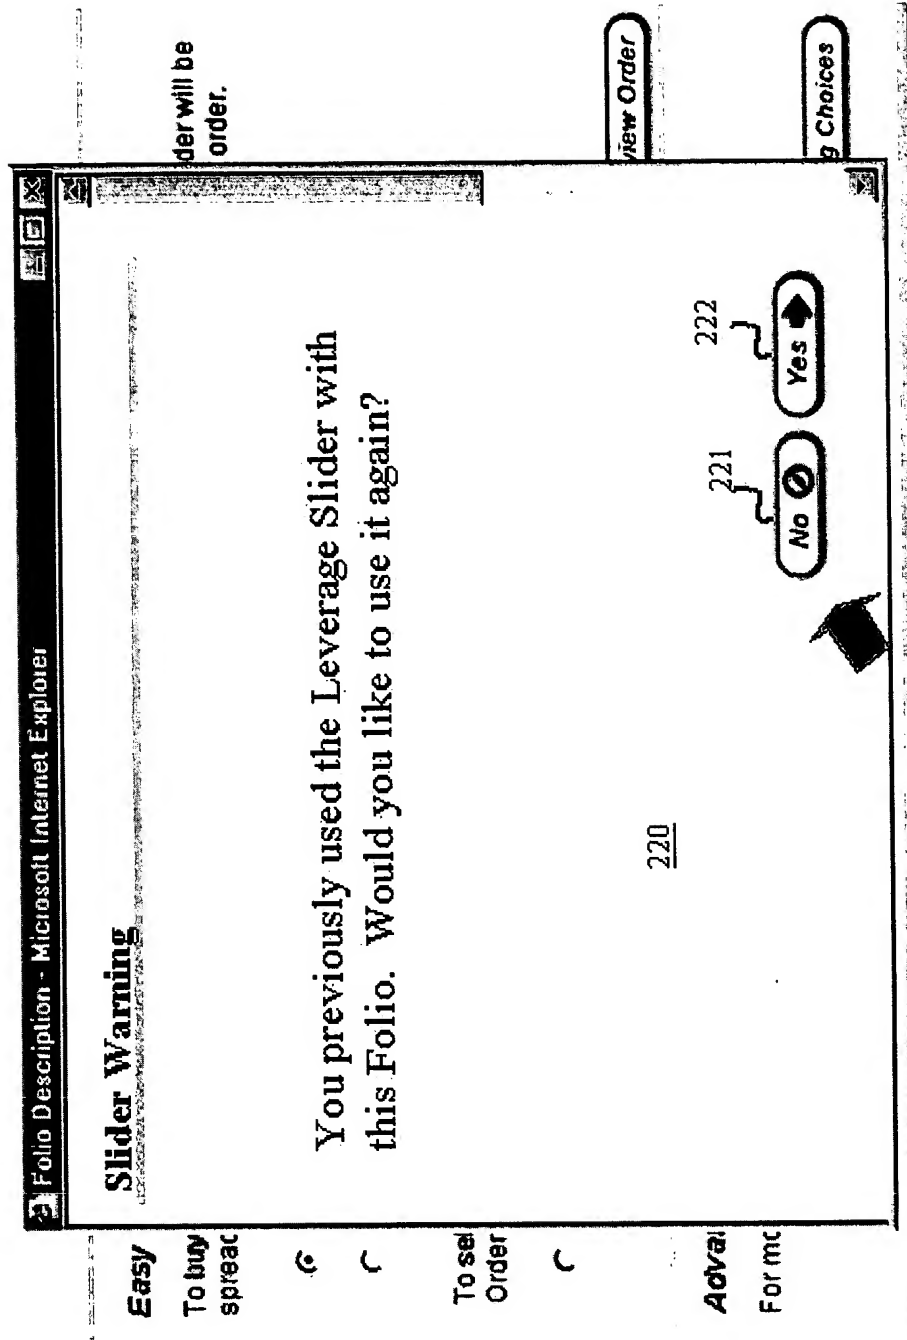 Folio Description - Microsoft Internet Explorer
Slider Warning
You previously used the Leverage Slider with
this Folio. Would you like to use it again?
220
221
222
No
Yes
Easy
To buy
spreac
der will be
order.
To sel
Order
view Order
Advai
For mc
g Choices